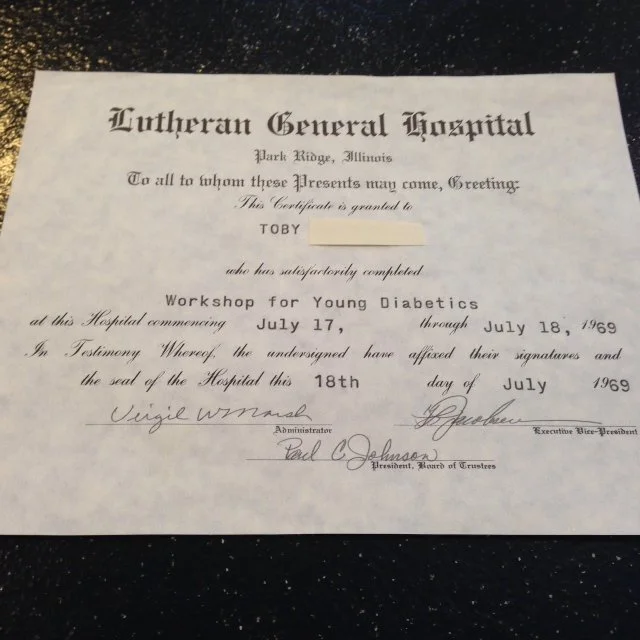 Lutheran General Hospital
Park Ridge, Illinois
To all to whom these Presents may come, Greeting:
This Certificate is granted to
TOBY
who has satisfactorily completed
Workshop for Young Diabetics
at this Hospital commencing July 17, through July 18, 1969
In Testimony Whereof, the undersigned have affixed their signatures and
the seal of the Hospital this 18th day of July 1969
Virgil W Marsh
Administrator
Executive Vice-President
Paul C Johnson
President, Board of Trustees